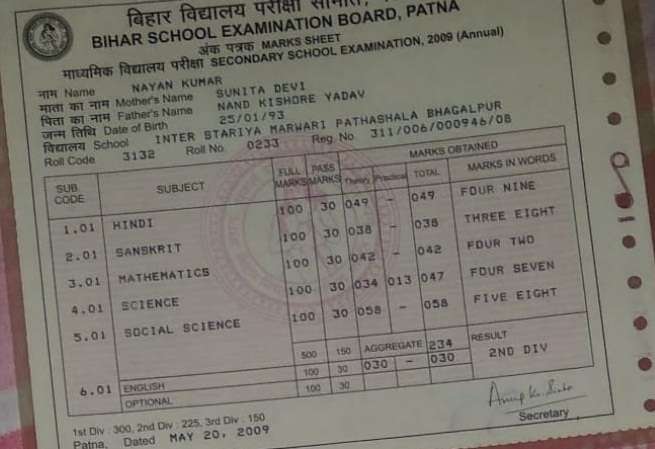 बिहार विद्यालय परीक्षा समिति,
BIHAR SCHOOL EXAMINATION BOARD, PATNA
अंक पत्रक MARKS SHEET
माध्यमिक विद्यालय परीक्षा SECONDARY SCHOOL EXAMINATION, 2009 (Annual)
नाम Name NAYAN KUMAR
माता का नाम Mother's Name SUNITA DEVI
पिता का नाम Father's Name NAND KISHORE YADAV
जन्म तिथि Date of Birth 25/01/93
विद्यालय School INTER STARIYA MARWARI PATHASHALA BHAGALPUR
Roll Code 3132 Roll No. 0233 Reg. No. 311/006/000946/08
SUB. CODE SUBJECT FULL MARKS PASS MARKS MARKS OBTAINED
Theory Practical TOTAL MARKS IN WORDS
1.01 HINDI 100 30 049 - 049 FOUR NINE
2.01 SANSKRIT 100 30 038 - 038 THREE EIGHT
3.01 MATHEMATICS 100 30 042 - 042 FOUR TWO
4.01 SCIENCE 100 30 034 013 047 FOUR SEVEN
5.01 SOCIAL SCIENCE 100 30 058 - 058 FIVE EIGHT
500 150 AGGREGATE 234 RESULT
6.01 ENGLISH 100 30 030 - 030 2ND DIV
OPTIONAL 100 30
1st Div : 300, 2nd Div : 225, 3rd Div : 150
Patna, Dated MAY 20, 2009
Secretary